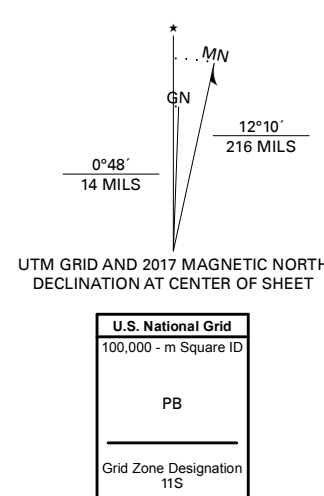 ★
MN
GN
12°10´
216 MILS
0°48´
14 MILS
UTM GRID AND 2017 MAGNETIC NORTH
DECLINATION AT CENTER OF SHEET
U.S. National Grid
100,000 - m Square ID
PB
Grid Zone Designation
11S